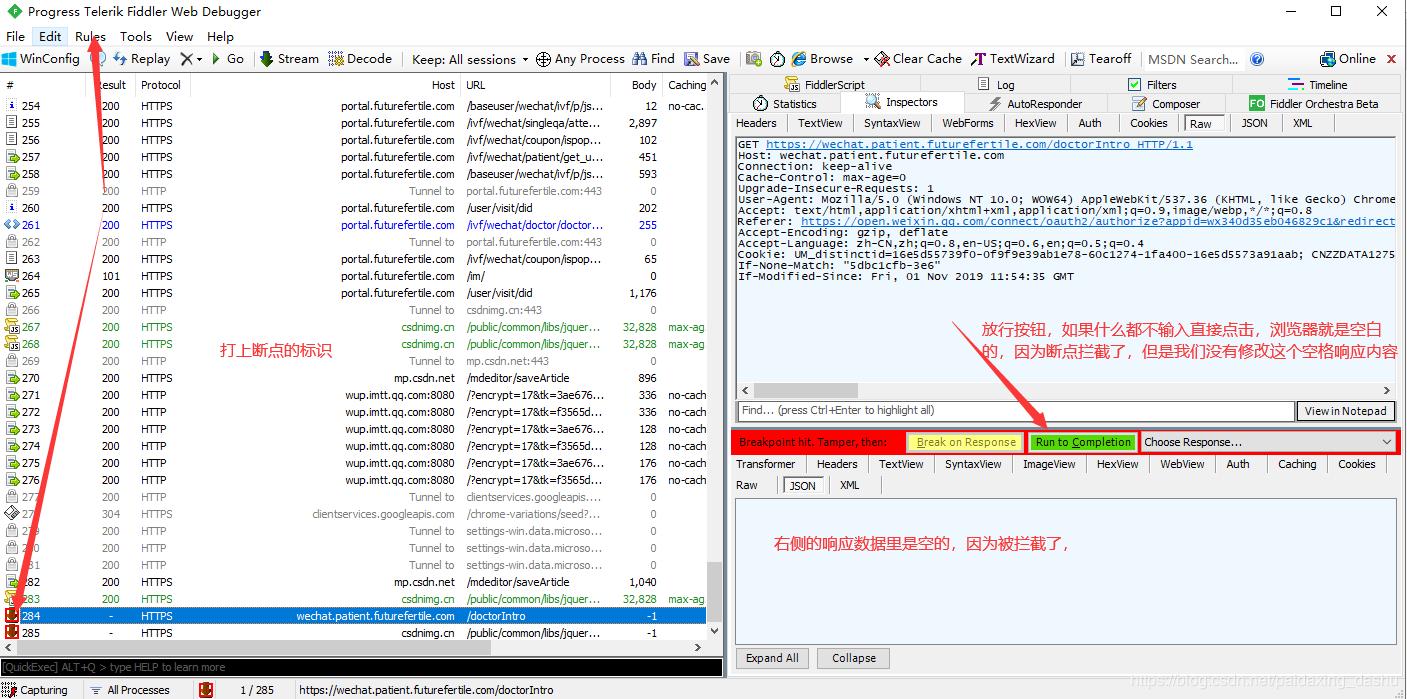 Progress Telerik Fiddler Web Debugger
File Edit Rules Tools View Help
WinConfig Replay Go Stream Decode Keep: All sessions Any Process Find Save Browse Clear Cache TextWizard Tearoff MSDN Search... Online
# Result Protocol Host URL Body Caching
254 200 HTTPS portal.futurefertile.com /baseuser/wechat/ivf/p/js... 12 no-cac.
255 200 HTTPS portal.futurefertile.com /ivf/wechat/singleqa/atte... 2,897
256 200 HTTPS portal.futurefertile.com /ivf/wechat/coupon/ispop... 102
257 200 HTTPS portal.futurefertile.com /ivf/wechat/patient/get_u... 451
258 200 HTTPS portal.futurefertile.com /baseuser/wechat/ivf/p/js... 593
259 200 HTTP Tunnel to portal.futurefertile.com:443 0
260 200 HTTPS portal.futurefertile.com /user/visit/did 202
261 200 HTTPS portal.futurefertile.com /ivf/wechat/doctor/doctor... 255
262 200 HTTP Tunnel to portal.futurefertile.com:443 0
263 200 HTTPS portal.futurefertile.com /ivf/wechat/coupon/ispop... 65
264 101 HTTPS portal.futurefertile.com /im/ 0
265 200 HTTPS portal.futurefertile.com /user/visit/did 1,176
266 200 HTTP Tunnel to csdnimg.cn:443 0
267 200 HTTPS csdnimg.cn /public/common/libs/jquer... 32,828 max-ag
268 200 HTTPS csdnimg.cn /public/common/libs/jquer... 32,828 max-ag
269 200 HTTP Tunnel to mp.csdn.net:443 0
270 200 HTTPS mp.csdn.net /mdeditor/saveArticle 896
271 200 HTTPS wup.imtt.qq.com:8080 /?encrypt=17&tk=3ae676... 336 no-cach
272 200 HTTPS wup.imtt.qq.com:8080 /?encrypt=17&tk=f3565d... 336 no-cach
273 200 HTTPS wup.imtt.qq.com:8080 /?encrypt=17&tk=3ae676... 128 no-cach
274 200 HTTPS wup.imtt.qq.com:8080 /?encrypt=17&tk=f3565d... 128 no-cach
275 200 HTTPS wup.imtt.qq.com:8080 /?encrypt=17&tk=3ae676... 176 no-cach
276 200 HTTPS wup.imtt.qq.com:8080 /?encrypt=17&tk=f3565d... 176 no-cach
277 200 HTTP Tunnel to clientservices.googleapis.... 0
304 HTTPS clientservices.googleapis.com /chrome-variations/seed?... 0
279 200 HTTP Tunnel to settings-win.data.microso... 0
280 200 HTTP Tunnel to settings-win.data.microso... 0
281 200 HTTP Tunnel to settings-win.data.microso... 0
282 200 HTTPS mp.csdn.net /mdeditor/saveArticle 1,040
283 200 HTTPS csdnimg.cn /public/common/libs/jquer... 32,828 max-ag
284 - HTTPS wechat.patient.futurefertile.com /doctorIntro -1
285 - HTTPS csdnimg.cn /public/common/libs/jquer... -1
打上断点的标识
[QuickExec] ALT+Q > type HELP to learn more
Capturing All Processes 1 / 285 https://wechat.patient.futurefertile.com/doctorIntro
FiddlerScript Log Filters Timeline
Statistics Inspectors AutoResponder Composer FO Fiddler Orchestra Beta
Headers TextView SyntaxView WebForms HexView Auth Cookies Raw JSON XML
GET https://wechat.patient.futurefertile.com/doctorIntro HTTP/1.1
Host: wechat.patient.futurefertile.com
Connection: keep-alive
Cache-Control: max-age=0
Upgrade-Insecure-Requests: 1
User-Agent: Mozilla/5.0 (Windows NT 10.0; WOW64) AppleWebKit/537.36 (KHTML, like Gecko) Chrome
Accept: text/html,application/xhtml+xml,application/xml;q=0.9,image/webp,*/*;q=0.8
Referer: https://open.weixin.qq.com/connect/oauth2/authorize?appid=wx340d35eb046829c1&redirect
Accept-Encoding: gzip, deflate
Accept-Language: zh-CN,zh;q=0.8,en-US;q=0.6,en;q=0.5;q=0.4
Cookie: UM_distinctid=16e5d55739f0-0f9f9e39ab1e78-60c1274-1fa400-16e5d5573a91aab; CNZZDATA1275
If-None-Match: "5dbc1cfb-3e6"
If-Modified-Since: Fri, 01 Nov 2019 11:54:35 GMT
放行按钮，如果什么都不输入直接点击，浏览器就是空白
的，因为断点拦截了，但是我们没有修改这个空格响应内容
Find... (press Ctrl+Enter to highlight all) View in Notepad
Breakpoint hit. Tamper, then: Break on Response Run to Completion Choose Response...
Transformer Headers TextView SyntaxView ImageView HexView WebView Auth Caching Cookies
Raw JSON XML
右侧的响应数据里是空的，因为被拦截了，
Expand All Collapse
https://blog.csdn.net/paidaxing_dashu